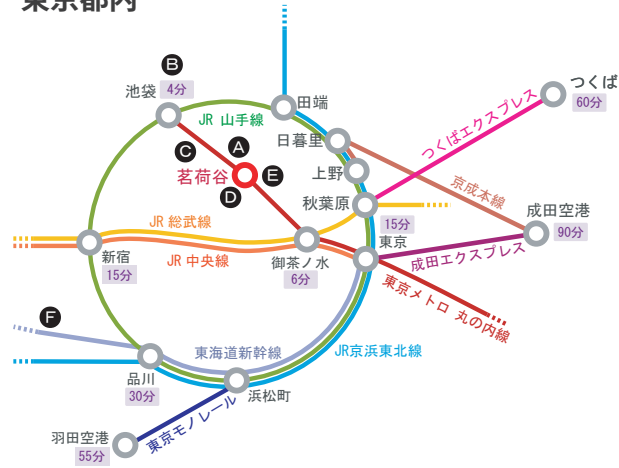 東京都内
B
池袋 4分
つくば
60分
田端
JR 山手線
つくばエクスプレス
日暮里
C
A
茗荷谷
E
D
上野
京成本線
秋葉原
成田空港
90分
JR 総武線
15分
東京
成田エクスプレス
新宿
15分
JR 中央線
御茶ノ水
6分
東京メトロ 丸の内線
F
東海道新幹線
JR京浜東北線
品川
30分
浜松町
東京モノレール
羽田空港
55分